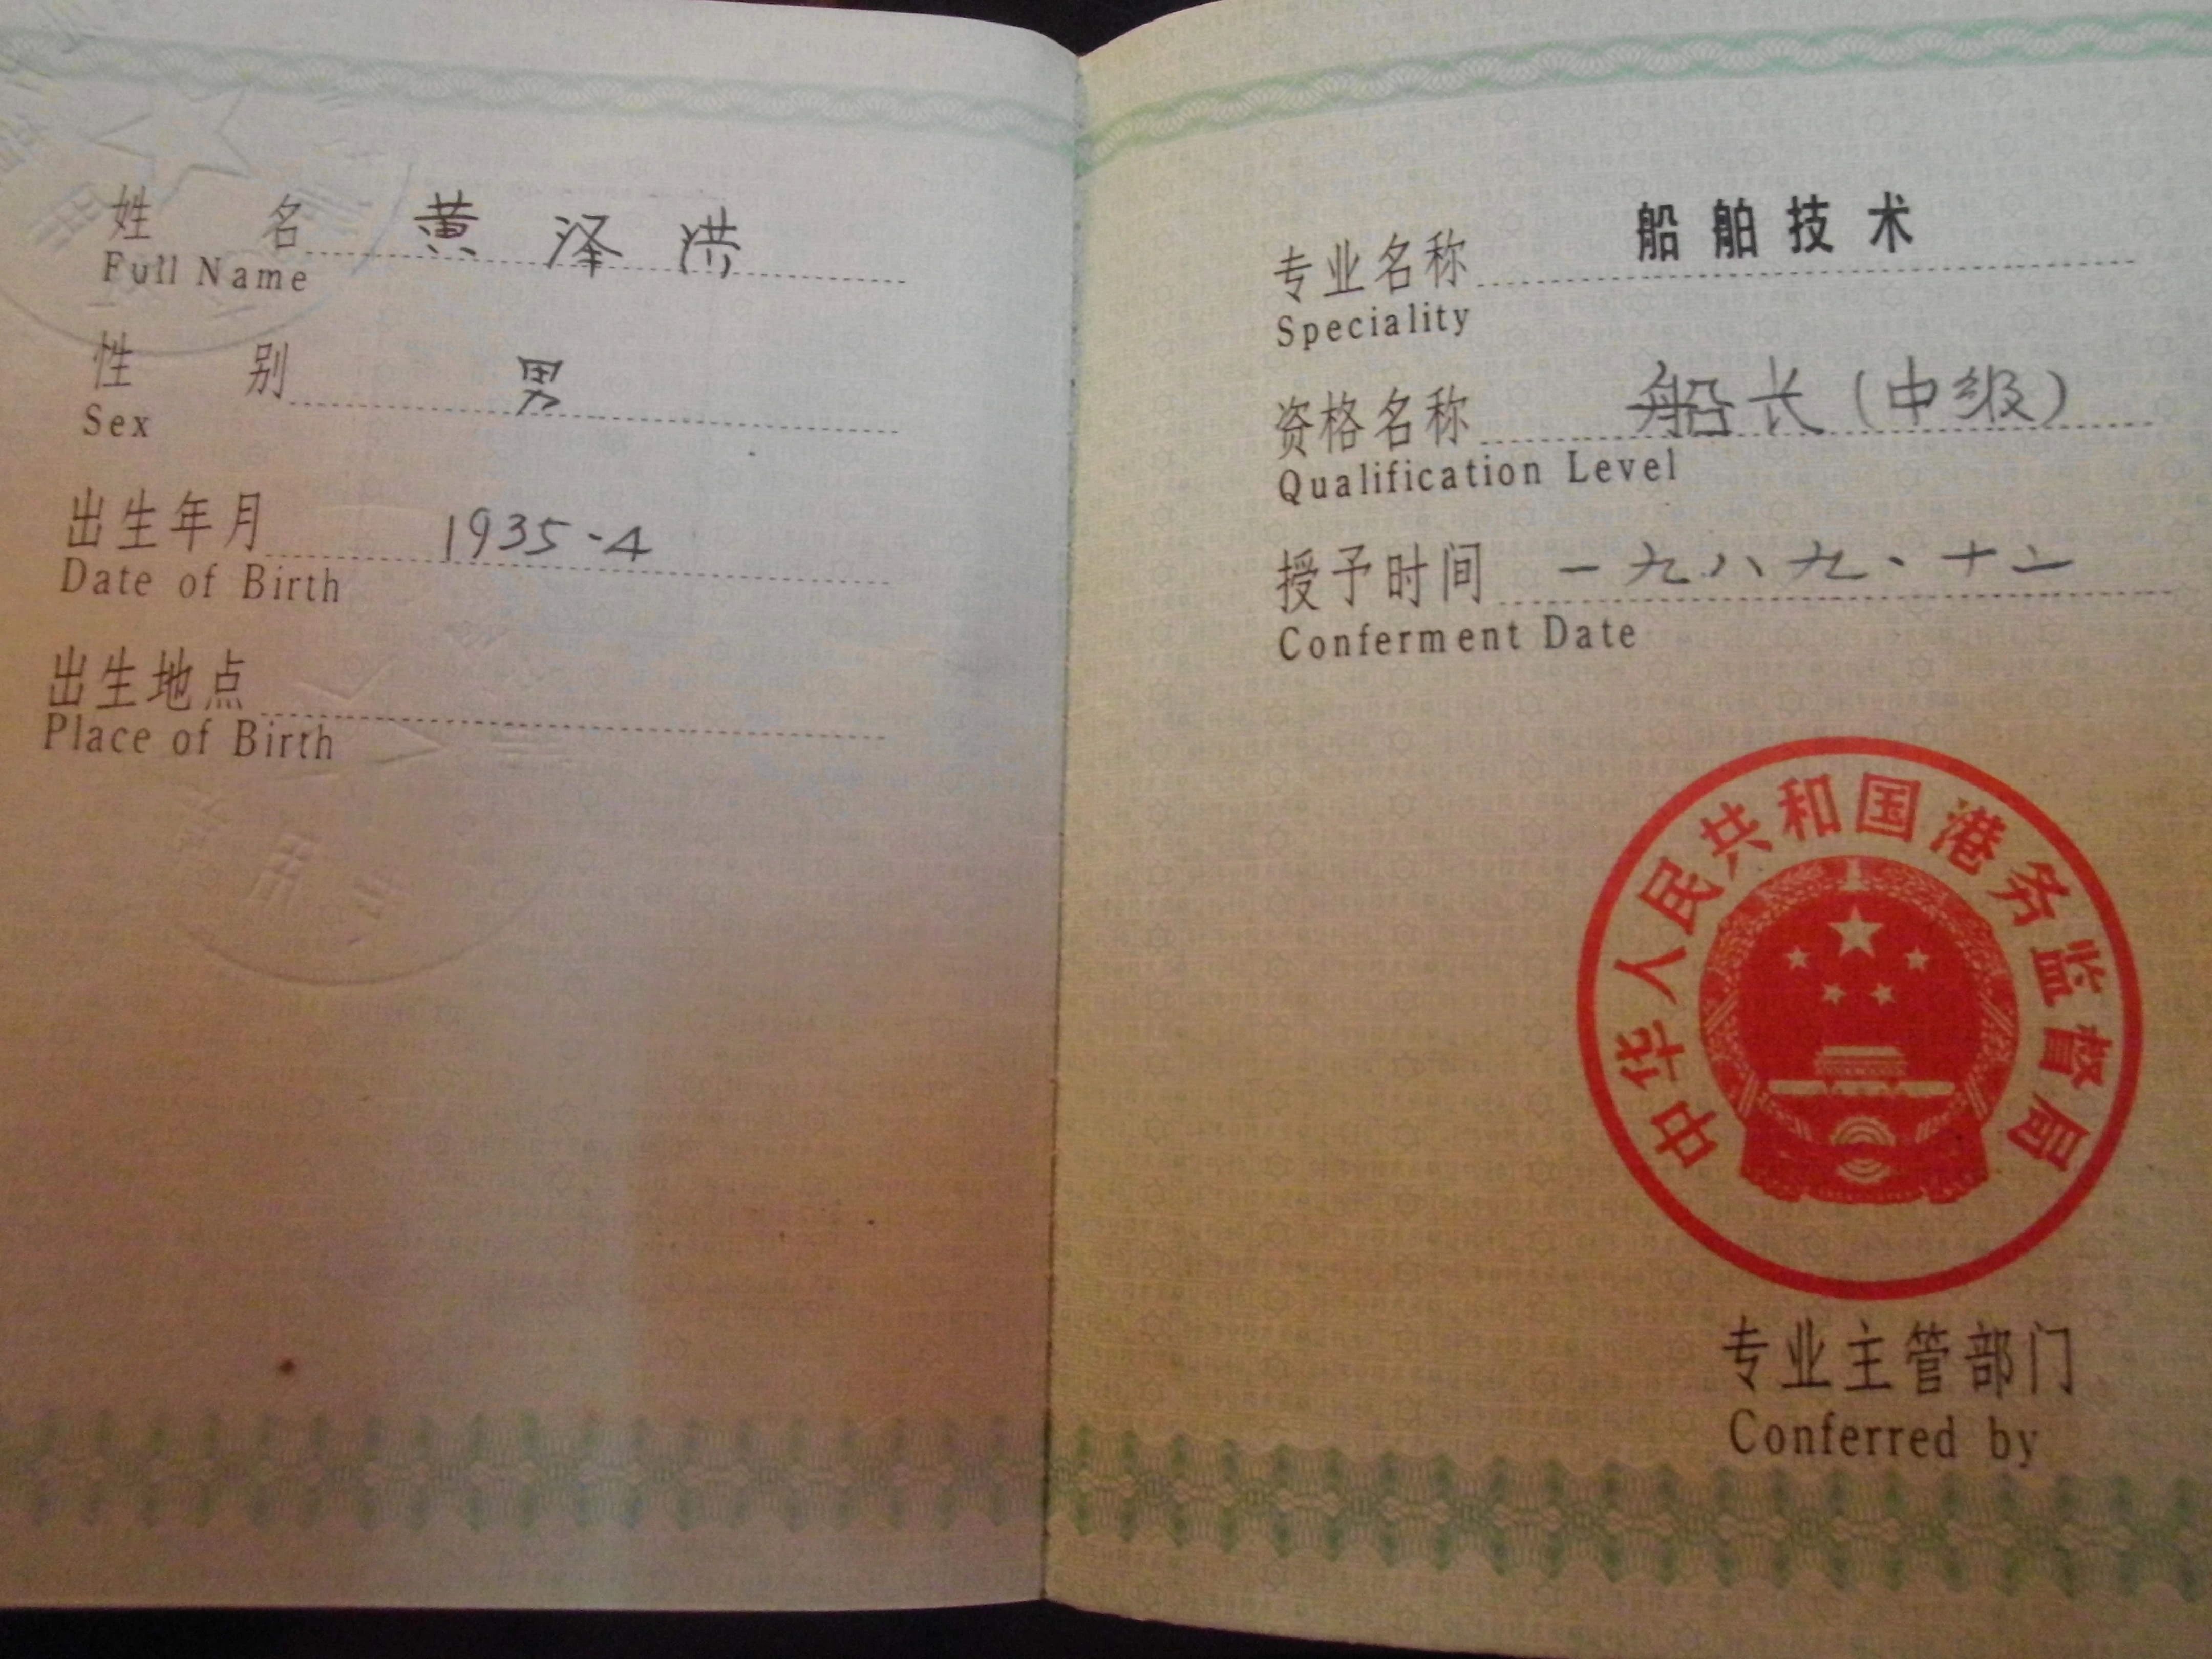 姓名 黄泽洪
Full Name
性别 男
Sex
出生年月 1935-4
Date of Birth
出生地点
Place of Birth
专业名称 船舶技术
Speciality
资格名称 船长(中级)
Qualification Level
授予时间 一九八九、十二
Conferment Date
中华人民共和国港务监督局
专业主管部门
Conferred by